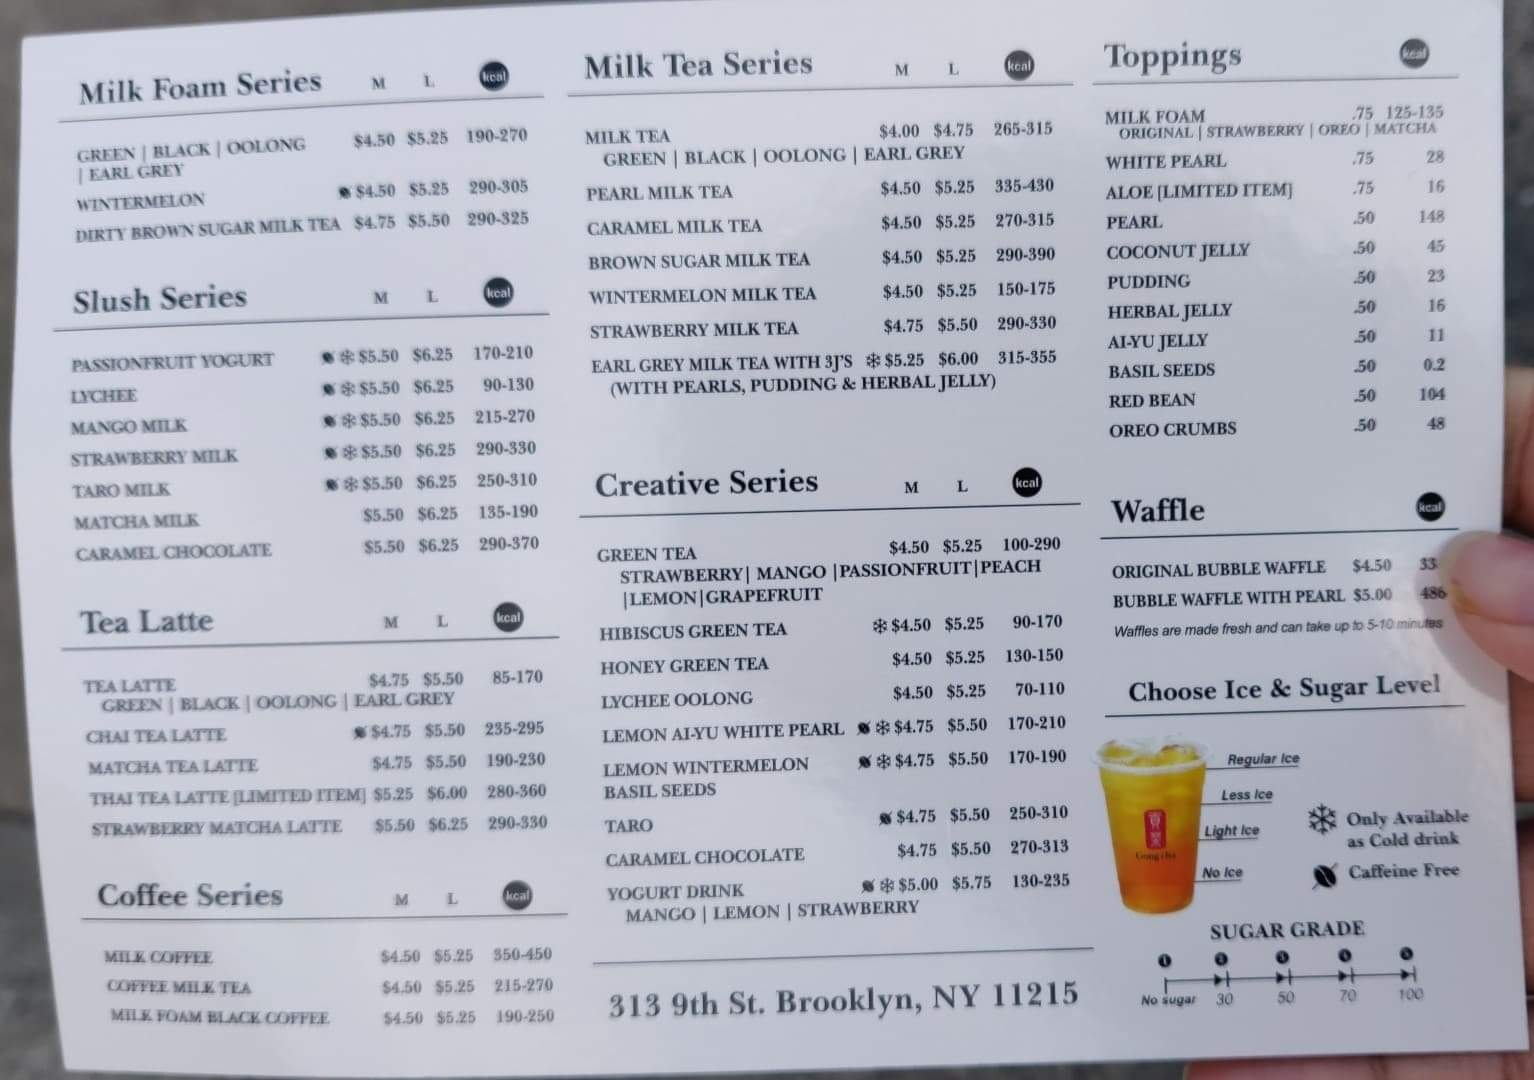 Milk Foam Series M L kcal
GREEN | BLACK | OOLONG $4.50 $5.25 190-270
| EARL GREY
WINTERMELON $4.50 $5.25 290-305
DIRTY BROWN SUGAR MILK TEA $4.75 $5.50 290-325
Slush Series M L kcal
PASSIONFRUIT YOGURT $5.50 $6.25 170-210
LYCHEE $5.50 $6.25 90-130
MANGO MILK $5.50 $6.25 215-270
STRAWBERRY MILK $5.50 $6.25 290-330
TARO MILK $5.50 $6.25 250-310
MATCHA MILK $5.50 $6.25 135-190
CARAMEL CHOCOLATE $5.50 $6.25 290-370
Tea Latte M L kcal
TEA LATTE $4.75 $5.50 85-170
GREEN | BLACK | OOLONG | EARL GREY
CHAI TEA LATTE $4.75 $5.50 235-295
MATCHA TEA LATTE $4.75 $5.50 190-230
THAI TEA LATTE [LIMITED ITEM] $5.25 $6.00 280-360
STRAWBERRY MATCHA LATTE $5.50 $6.25 290-330
Coffee Series M L kcal
MILK COFFEE $4.50 $5.25 350-450
COFFEE MILK TEA $4.50 $5.25 215-270
MILK FOAM BLACK COFFEE $4.50 $5.25 190-250
Milk Tea Series M L kcal
MILK TEA $4.00 $4.75 265-315
GREEN | BLACK | OOLONG | EARL GREY
PEARL MILK TEA $4.50 $5.25 335-430
CARAMEL MILK TEA $4.50 $5.25 270-315
BROWN SUGAR MILK TEA $4.50 $5.25 290-390
WINTERMELON MILK TEA $4.50 $5.25 150-175
STRAWBERRY MILK TEA $4.75 $5.50 290-330
EARL GREY MILK TEA WITH 3J'S $5.25 $6.00 315-355
(WITH PEARLS, PUDDING & HERBAL JELLY)
Creative Series M L kcal
GREEN TEA $4.50 $5.25 100-290
STRAWBERRY| MANGO |PASSIONFRUIT|PEACH
|LEMON|GRAPEFRUIT
HIBISCUS GREEN TEA $4.50 $5.25 90-170
HONEY GREEN TEA $4.50 $5.25 130-150
LYCHEE OOLONG $4.50 $5.25 70-110
LEMON AI-YU WHITE PEARL $4.75 $5.50 170-210
LEMON WINTERMELON $4.75 $5.50 170-190
BASIL SEEDS
TARO $4.75 $5.50 250-310
CARAMEL CHOCOLATE $4.75 $5.50 270-313
YOGURT DRINK $5.00 $5.75 130-235
MANGO | LEMON | STRAWBERRY
313 9th St. Brooklyn, NY 11215
Toppings kcal
MILK FOAM .75 125-135
ORIGINAL | STRAWBERRY | OREO | MATCHA
WHITE PEARL .75 28
ALOE [LIMITED ITEM] .75 16
PEARL .50 148
COCONUT JELLY .50 45
PUDDING .50 23
HERBAL JELLY .50 16
AI-YU JELLY .50 11
BASIL SEEDS .50 0.2
RED BEAN .50 104
OREO CRUMBS .50 48
Waffle kcal
ORIGINAL BUBBLE WAFFLE $4.50 33
BUBBLE WAFFLE WITH PEARL $5.00 486
Waffles are made fresh and can take up to 5-10 minutes
Choose Ice & Sugar Level
Regular Ice
Less Ice
Light Ice
No Ice
貢茶
Gong cha
Only Available
as Cold drink
Caffeine Free
SUGAR GRADE
No sugar 30 50 70 100